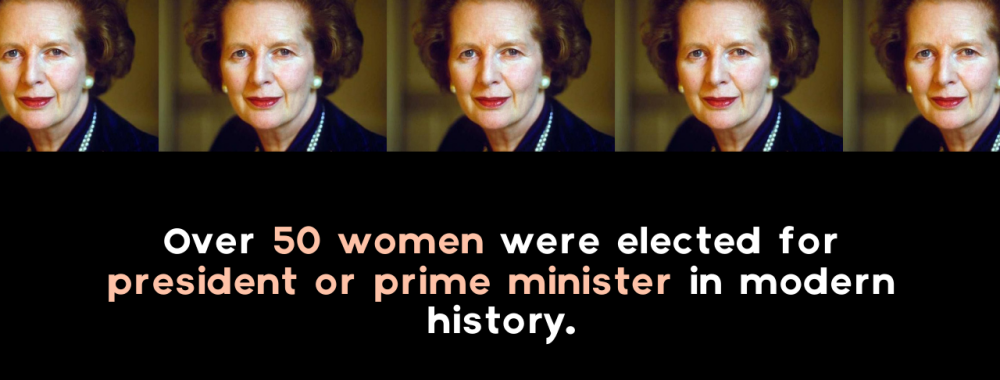 Over 50 women were elected for
president or prime minister in modern
history.